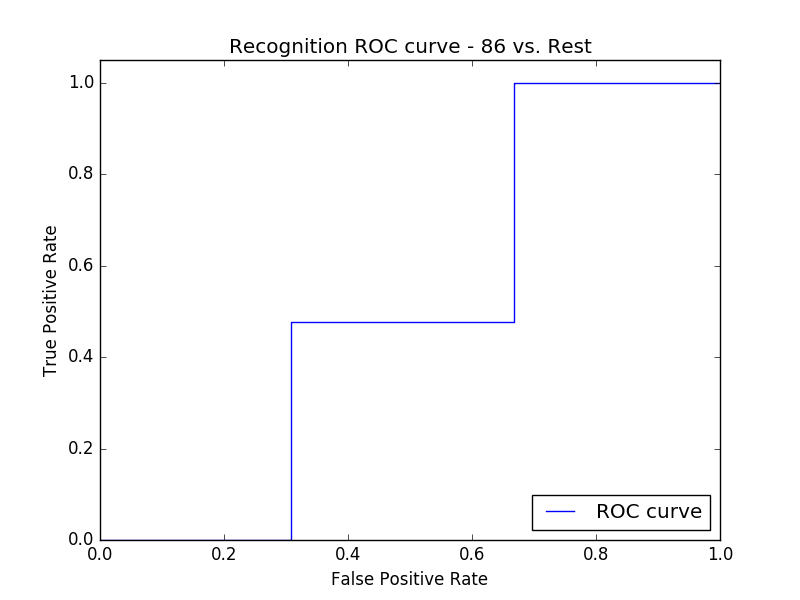 Recognition ROC curve - 86 vs. Rest
1.0
0.8
0.6
0.4
0.2
0.0
True Positive Rate
ROC curve
0.0 0.2 0.4 0.6 0.8 1.0
False Positive Rate